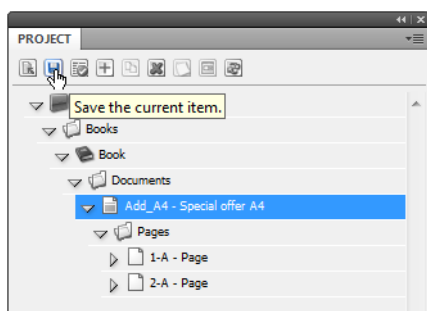 PROJECT
Save the current item.
Books
Book
Documents
Add_A4 - Special offer A4
Pages
1-A - Page
2-A - Page